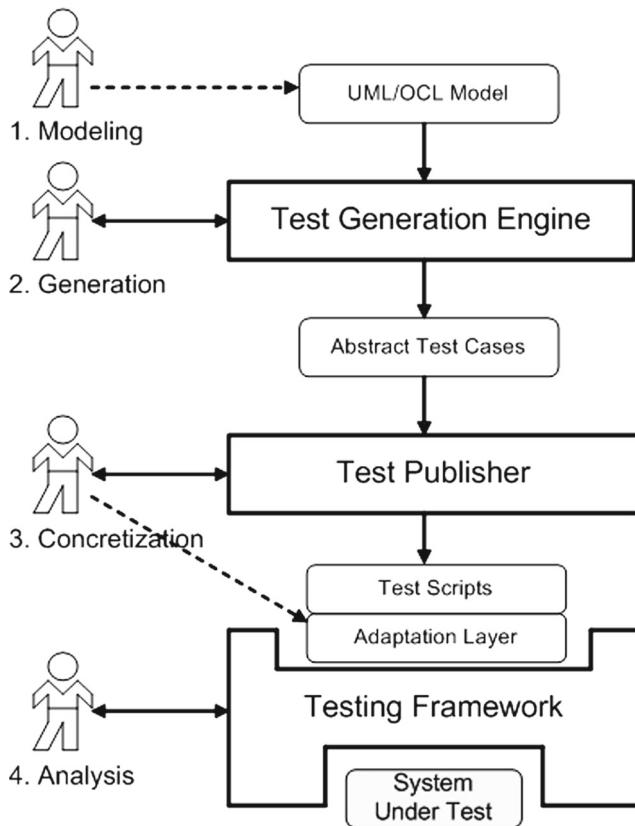 UML/OCL Model
1. Modeling
Test Generation Engine
2. Generation
Abstract Test Cases
Test Publisher
3. Concretization
Test Scripts
Adaptation Layer
Testing Framework
4. Analysis
System
Under Test